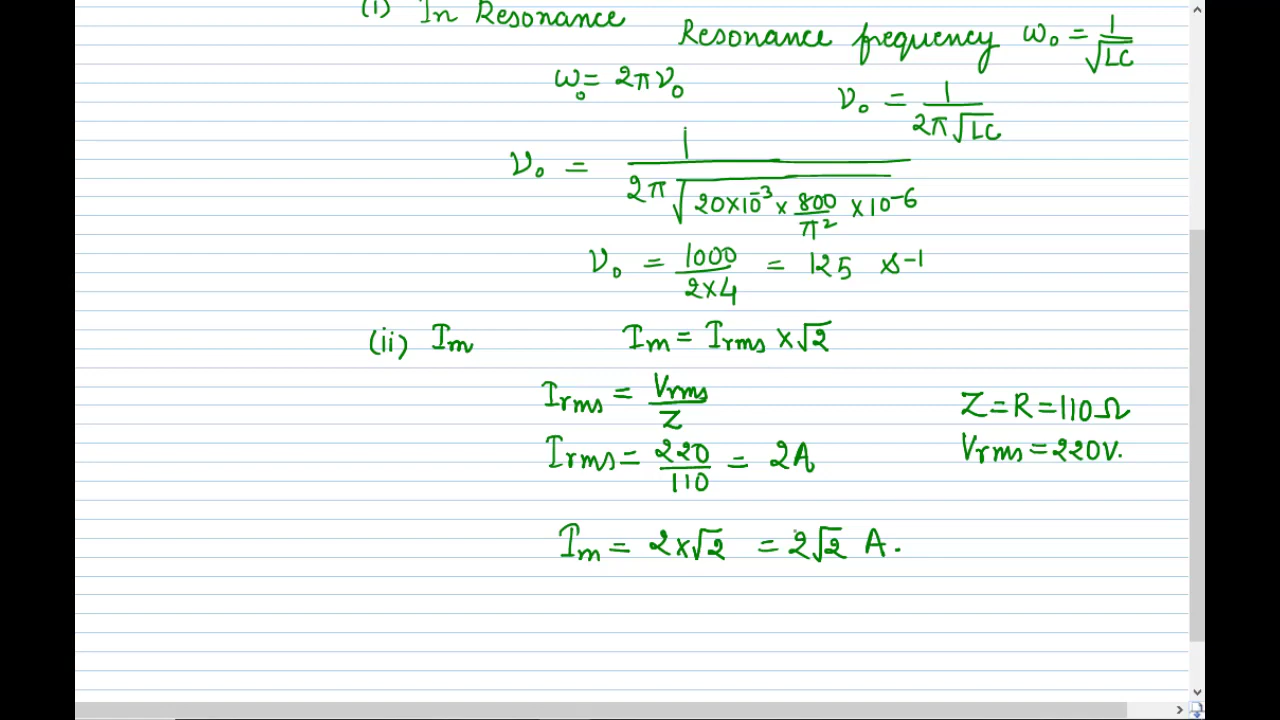 (i) In Resonance
Resonance frequency ω₀ = 1/√LC
ω₀ = 2πν₀
ν₀ = 1/2π√LC
ν₀ = 1/2π√20×10⁻³ × 800/π² ×10⁻⁶
ν₀ = 1000/2×4 = 125 s⁻¹
(ii) Im Im = Irms ×√2
Irms = Vrms/Z
Z = R = 110Ω
Irms = 220/110 = 2A
Vrms = 220V.
Im = 2×√2 = 2√2 A.